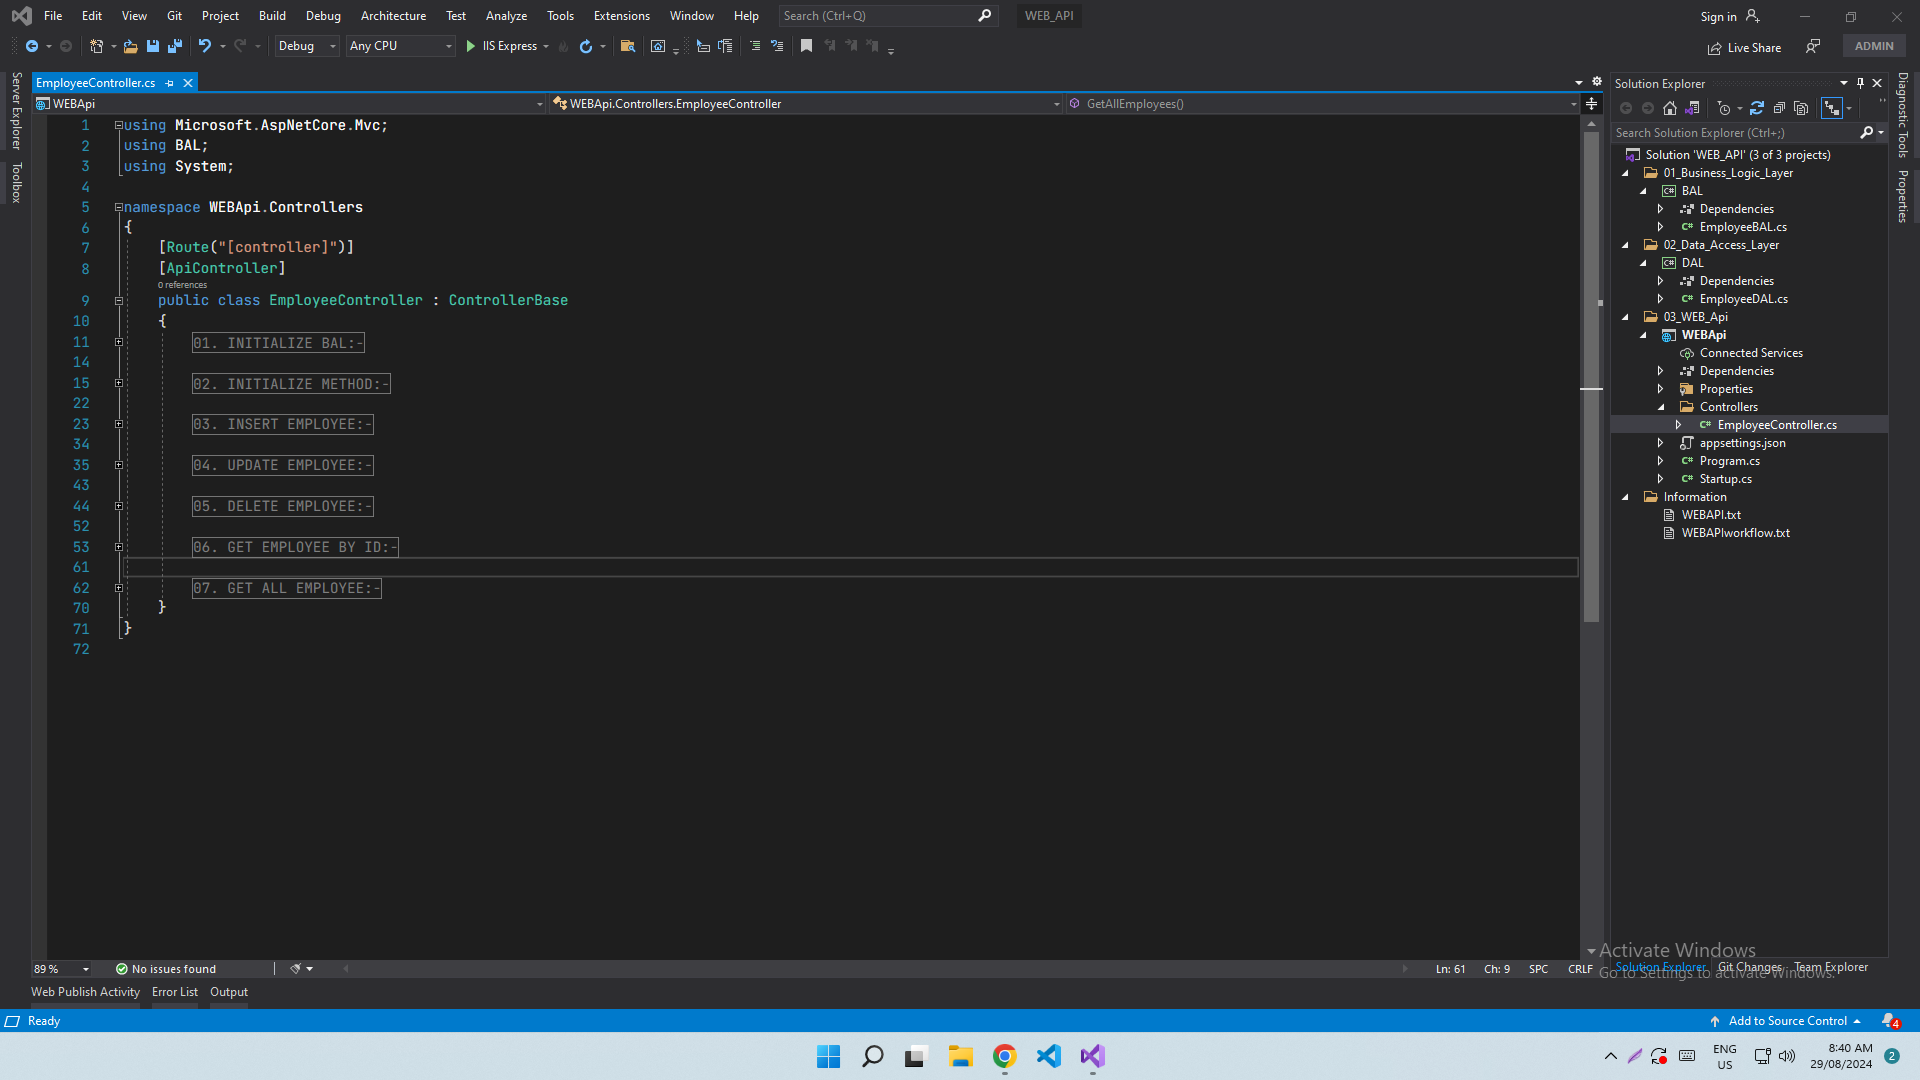 File Edit View Git Project Build Debug Architecture Test Analyze Tools Extensions Window Help Search (Ctrl+Q) WEB_API Sign in
Debug Any CPU IIS Express Live Share ADMIN
Server Explorer
Toolbox
EmployeeController.cs
WEBApi WEBApi.Controllers.EmployeeController GetAllEmployees()
1 using Microsoft.AspNetCore.Mvc;
2 using BAL;
3 using System;
4
5 namespace WEBApi.Controllers
6 {
7 [Route("[controller]")]
8 [ApiController]
0 references
9 public class EmployeeController : ControllerBase
10 {
11 01. INITIALIZE BAL:-
14
15 02. INITIALIZE METHOD:-
22
23 03. INSERT EMPLOYEE:-
34
35 04. UPDATE EMPLOYEE:-
43
44 05. DELETE EMPLOYEE:-
52
53 06. GET EMPLOYEE BY ID:-
61
62 07. GET ALL EMPLOYEE:-
70 }
71 }
72
89 % No issues found Ln: 61 Ch: 9 SPC CRLF
Web Publish Activity Error List Output
Solution Explorer
Search Solution Explorer (Ctrl+;)
Solution 'WEB_API' (3 of 3 projects)
01_Business_Logic_Layer
C# BAL
Dependencies
C# EmployeeBAL.cs
02_Data_Access_Layer
C# DAL
Dependencies
C# EmployeeDAL.cs
03_WEB_Api
WEBApi
Connected Services
Dependencies
Properties
Controllers
C# EmployeeController.cs
appsettings.json
C# Program.cs
C# Startup.cs
Information
WEBAPI.txt
WEBAPIworkflow.txt
Diagnostic Tools
Properties
Activate Windows
Go to Settings to activate Windows.
Solution Explorer Git Changes Team Explorer
Ready Add to Source Control 4
ENG
US
8:40 AM
29/08/2024
2